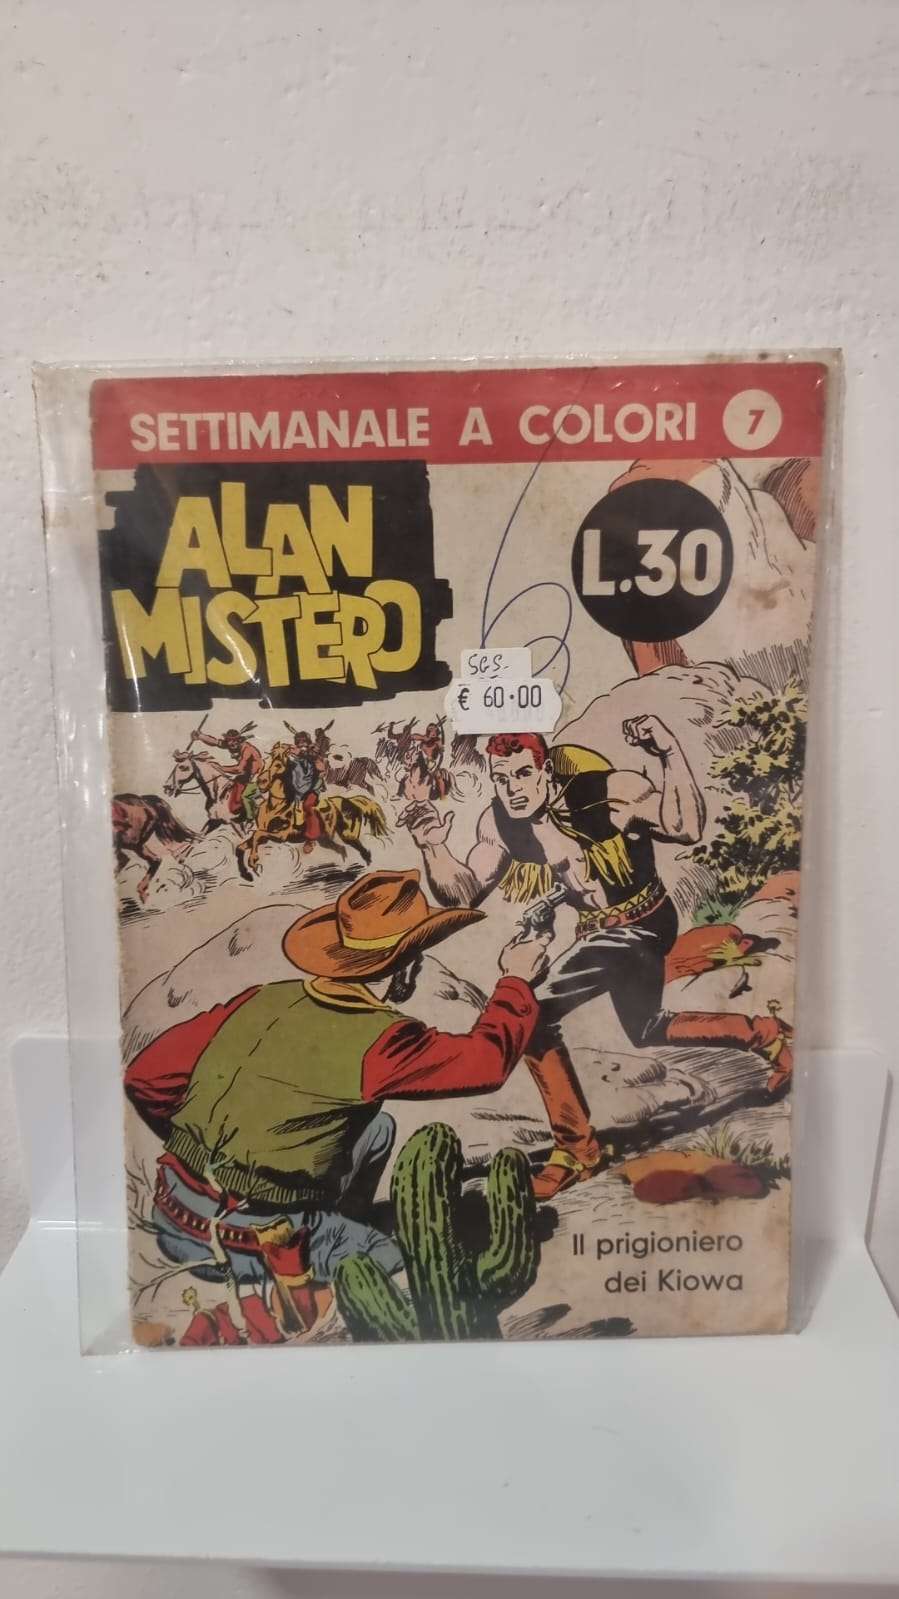 SETTIMANALE A COLORI 7
ALAN
MISTERO
L.30
SGS-
€ 60.00
Il prigioniero
dei Kiowa